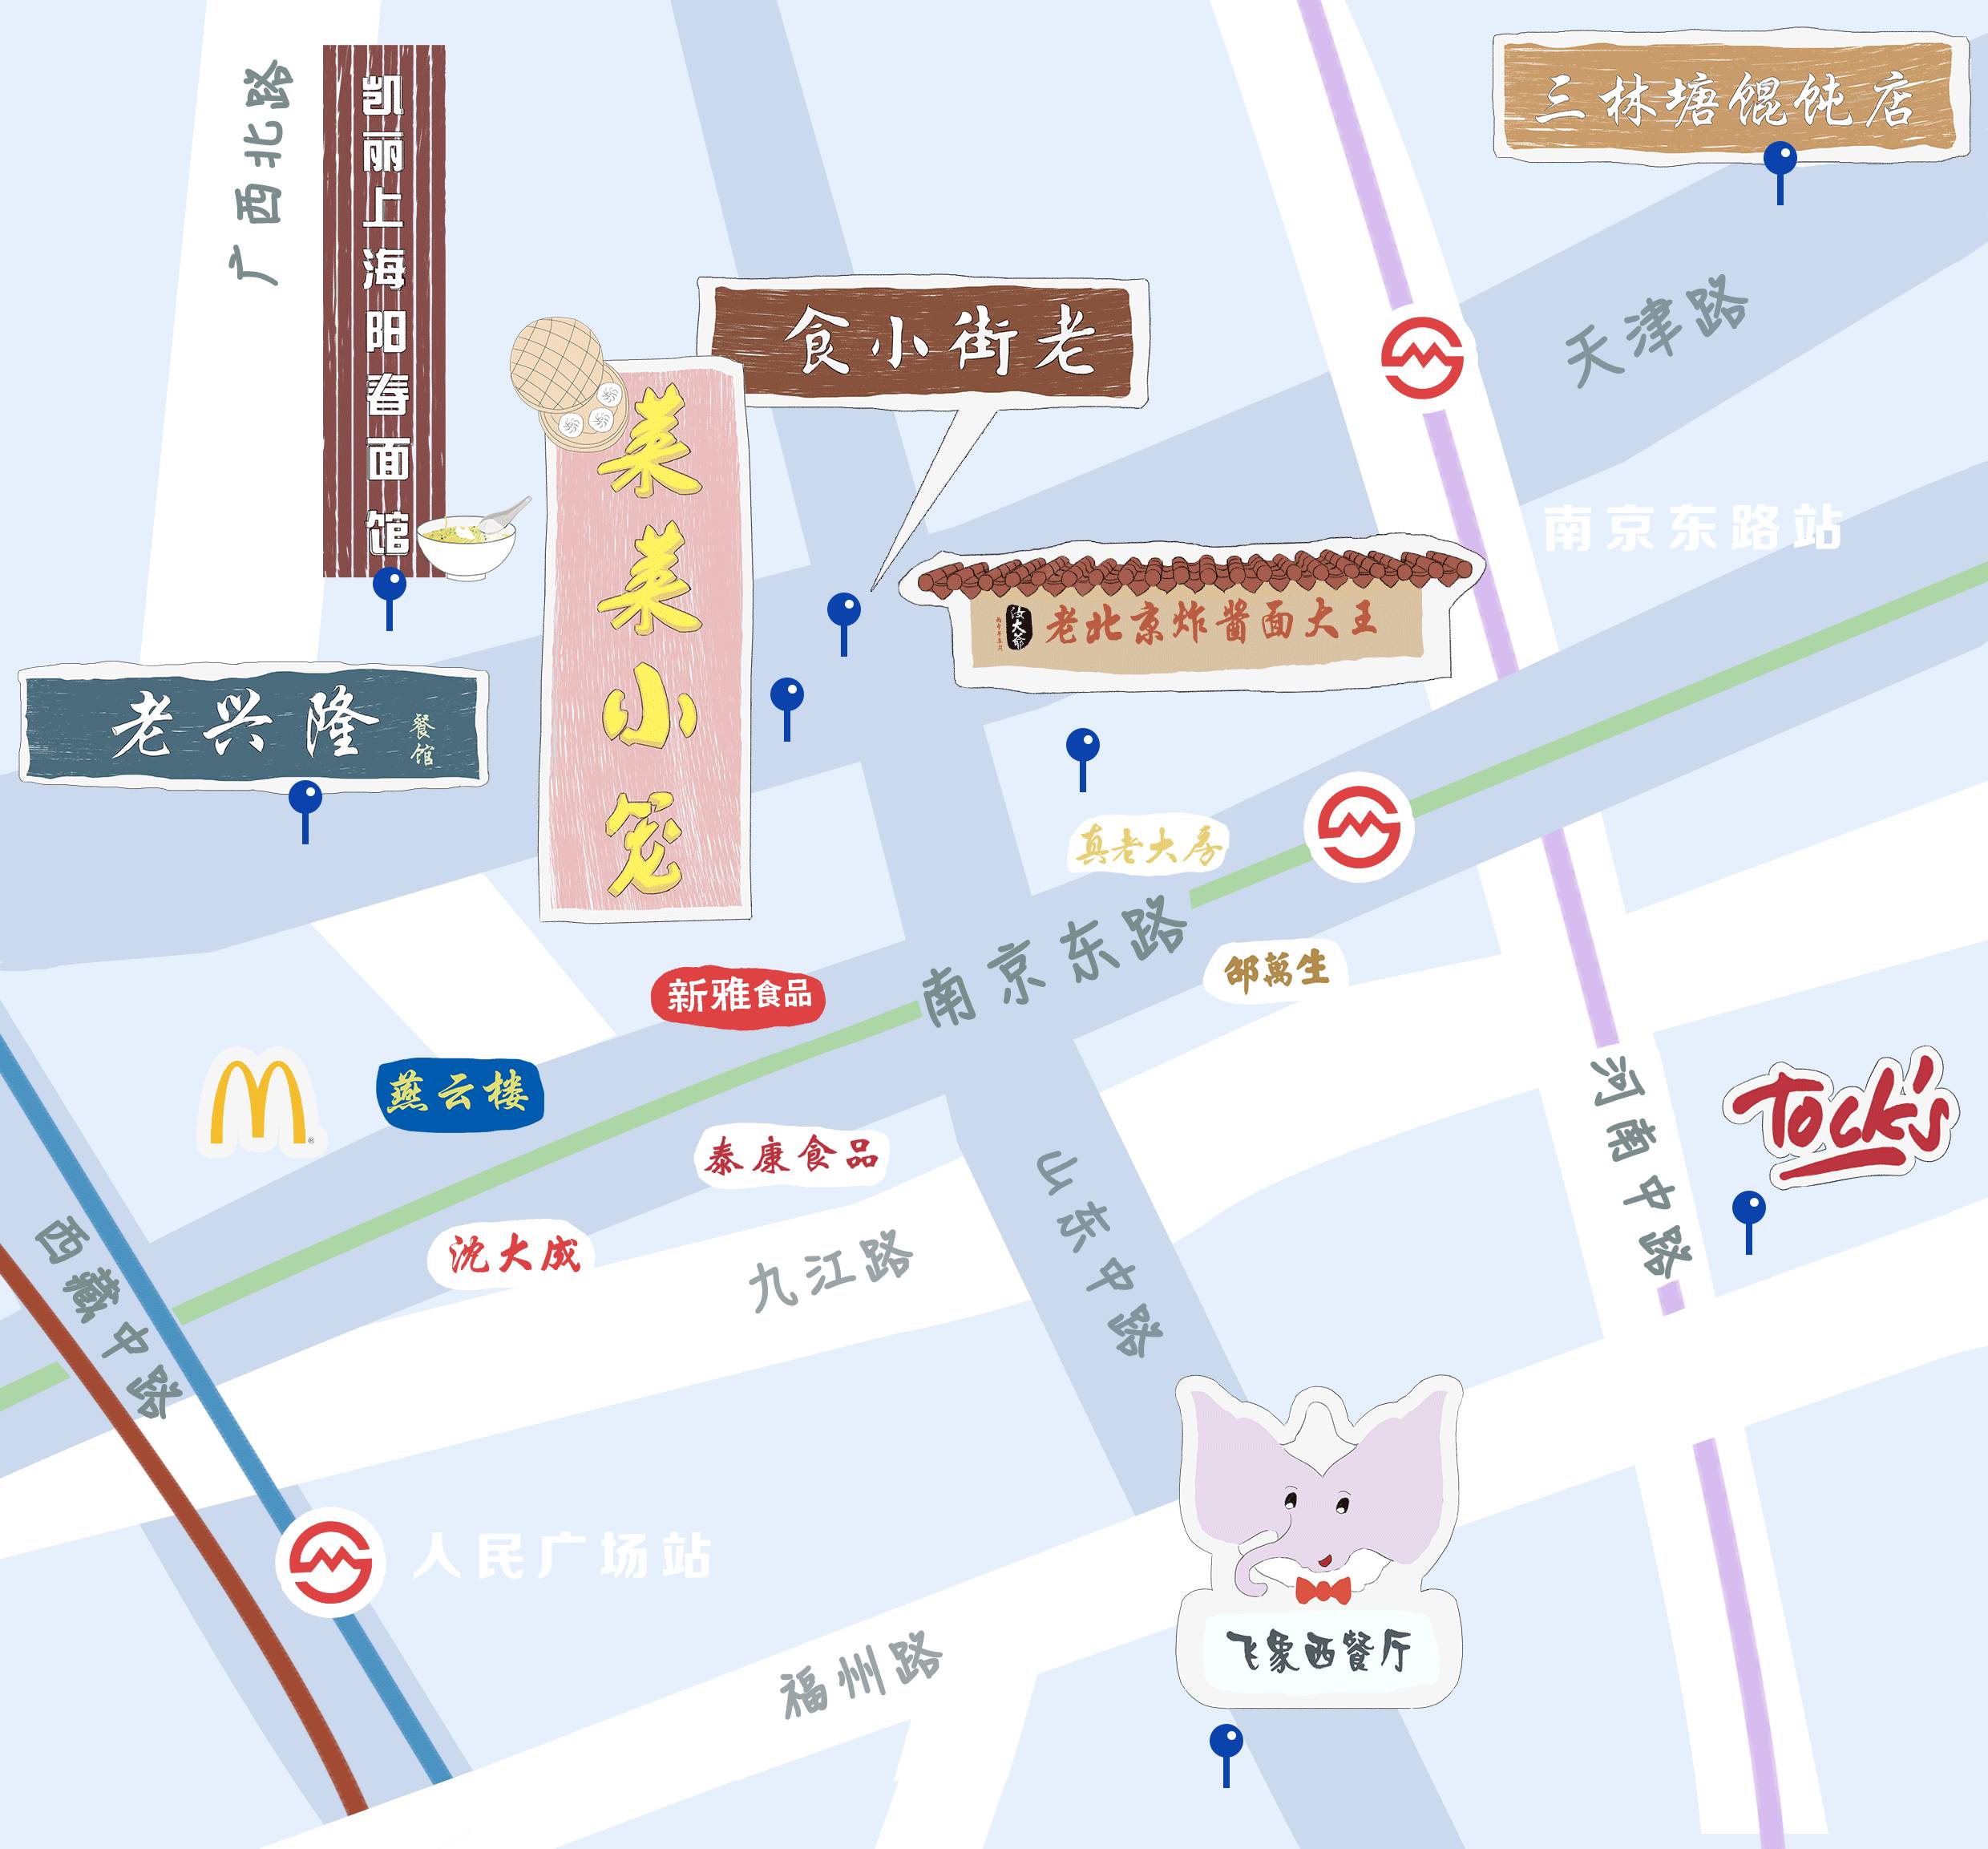 三林塘馄饨店
广西北路
凯丽上海阳春面馆
食小街老
天津路
菜菜小笼
南京东路站
汝大爷
老北京炸酱面大王
老兴隆
餐馆
真老大房
南京东路
邵萬生
新雅食品
燕云楼
泰康食品
沈大成
九江路
山东中路
河南中路
Tock's
西藏中路
人民广场站
福州路
飞象西餐厅